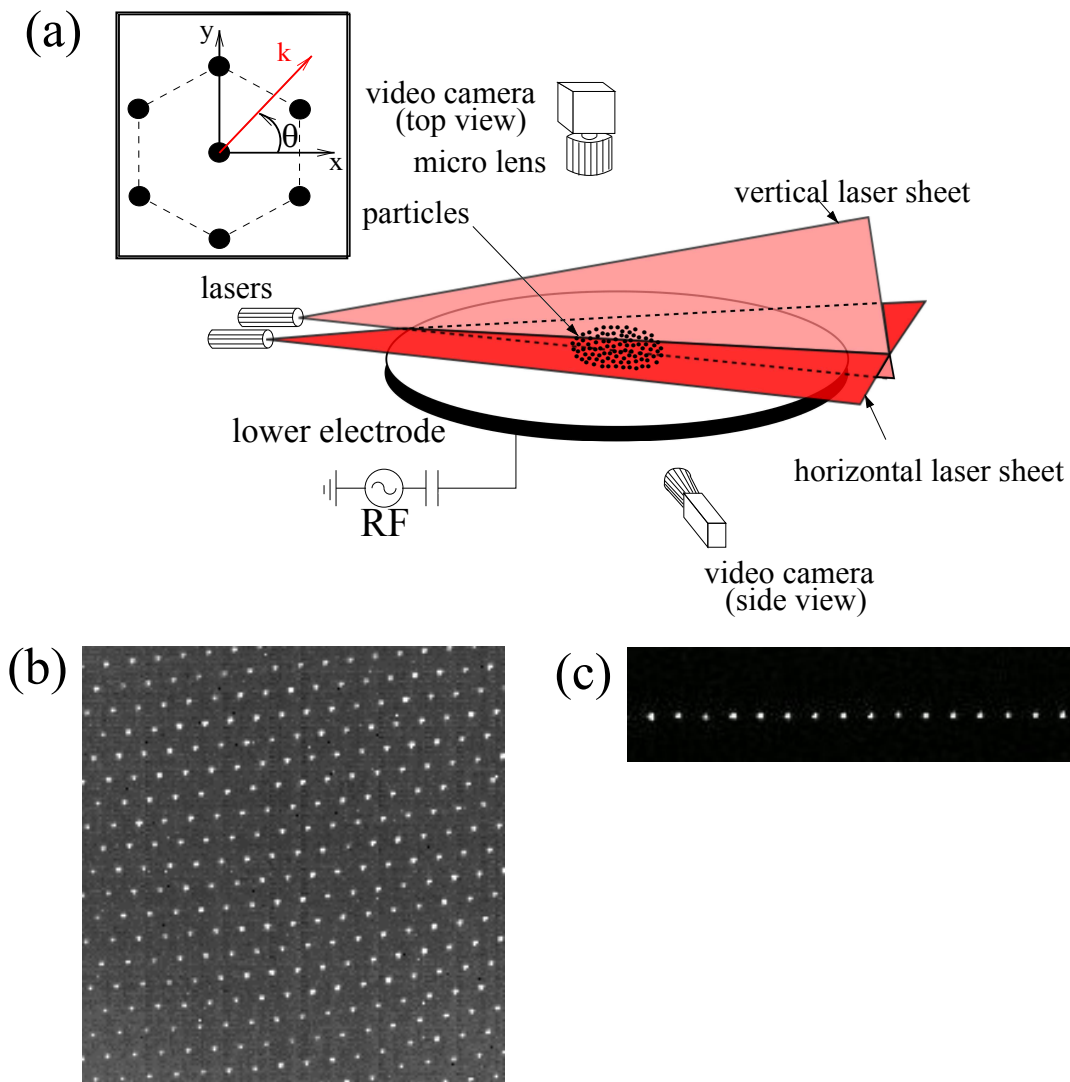 (a)
y
k
θ
x
video camera
(top view)
micro lens
particles
vertical laser sheet
lasers
lower electrode
horizontal laser sheet
RF
video camera
(side view)
(b)
(c)